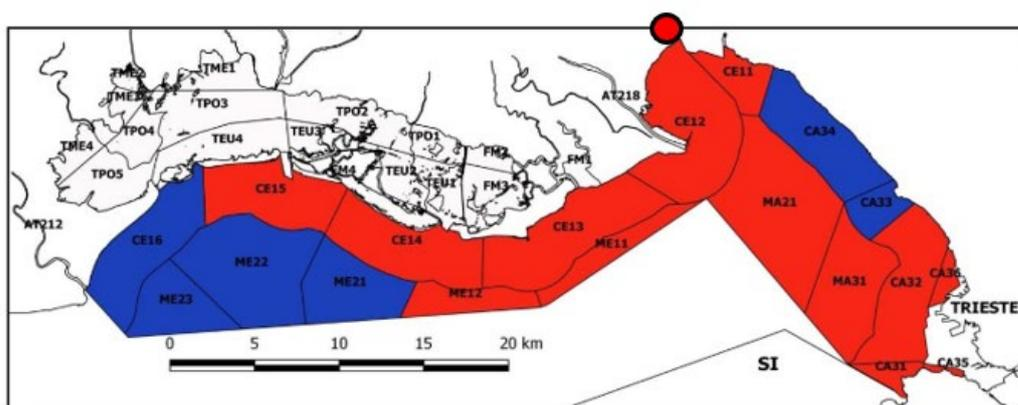 TME2
TME1
TME3
TPO3
TPO4
TME4
TPO5
TEU4
TPO2
TEU3
TPO1
TEU2
TEU1
FM2
FM3
FM1
AT218
AT212
CE11
CE12
CA34
CA33
CE15
CE14
CE13
CE16
ME11
ME22
ME21
ME12
ME23
MA21
MA31
CA32
CA36
TRIESTE
CA31
CA35
SI
0 5 10 15 20 km